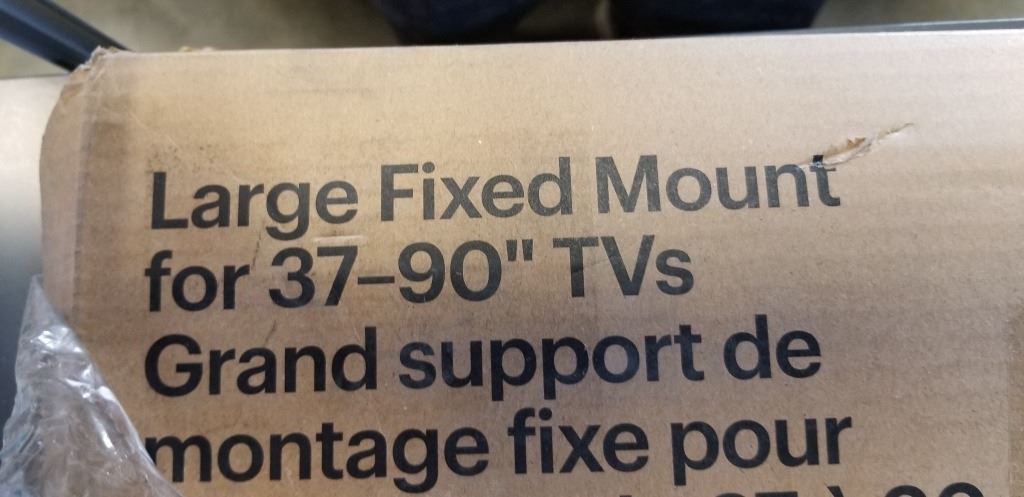 Large Fixed Mount
for 37–90" TVs
Grand support de
montage fixe pour